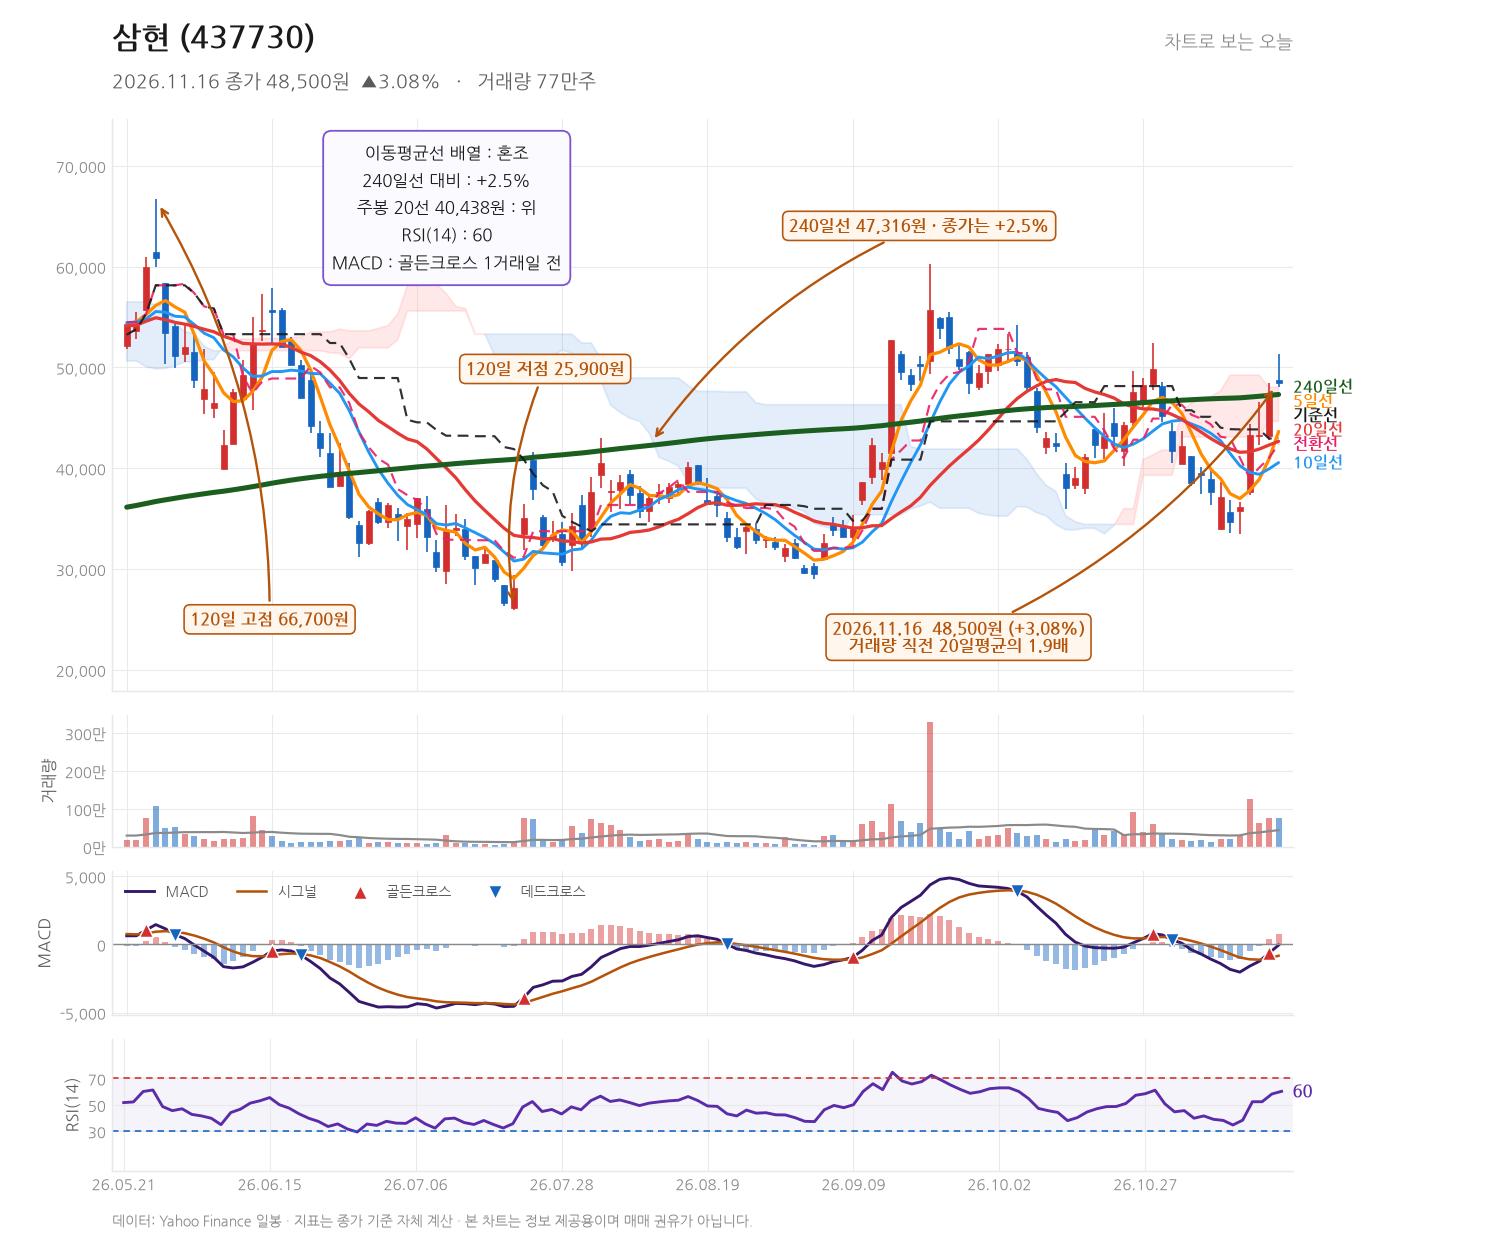 삼현 (437730)
차트로 보는 오늘
2026.11.16 종가 48,500원 ▲3.08% · 거래량 77만주
이동평균선 배열 : 혼조
240일선 대비 : +2.5%
주봉 20선 40,438원 : 위
RSI(14) : 60
MACD : 골든크로스 1거래일 전
240일선 47,316원 · 종가는 +2.5%
120일 저점 25,900원
120일 고점 66,700원
2026.11.16 48,500원 (+3.08%)
거래량 직전 20일평균의 1.9배
70,000
60,000
50,000
40,000
30,000
20,000
240일선
5일선
기준선
20일선
전환선
10일선
거래량
300만
200만
100만
0만
MACD
5,000
0
-5,000
MACD
시그널
골든크로스
데드크로스
RSI(14)
70
50
30
60
26.05.21
26.06.15
26.07.06
26.07.28
26.08.19
26.09.09
26.10.02
26.10.27
데이터: Yahoo Finance 일봉 · 지표는 종가 기준 자체 계산 · 본 차트는 정보 제공용이며 매매 권유가 아닙니다.